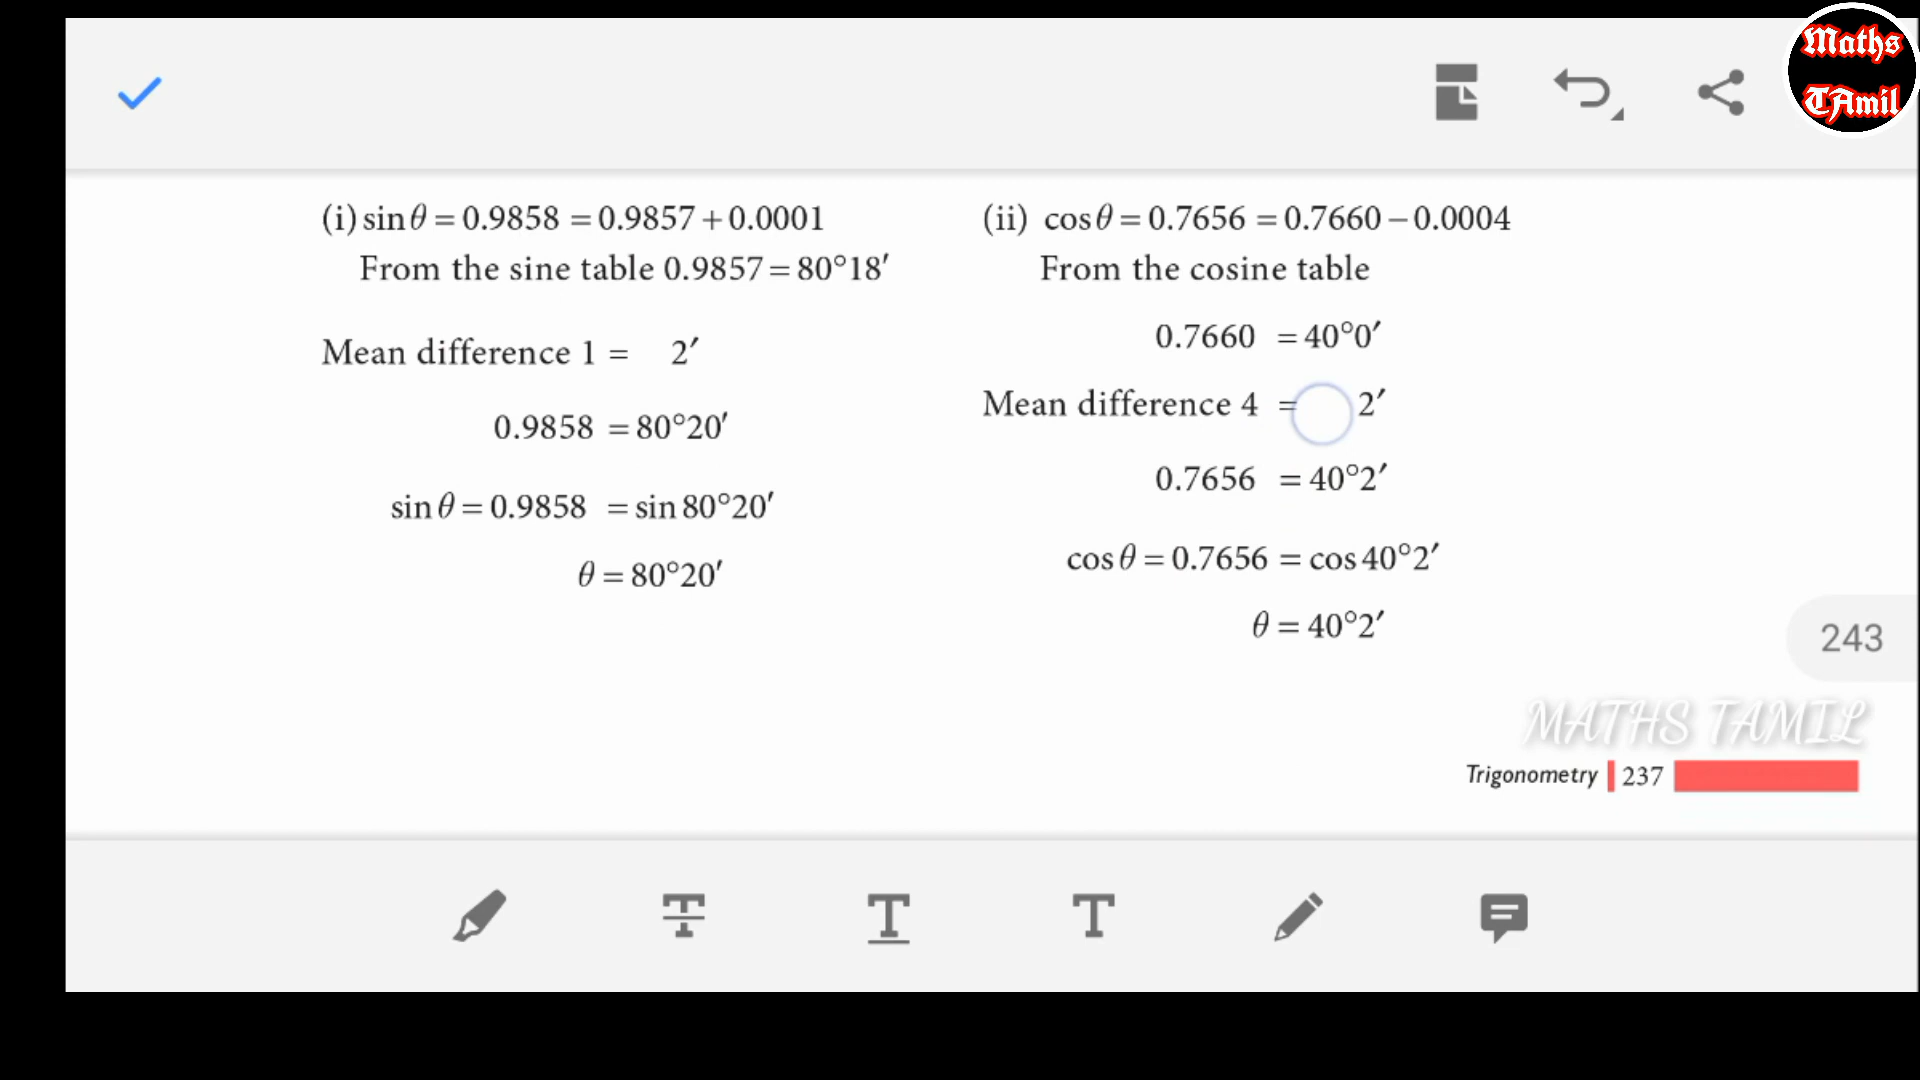 Maths
TAmil
(i) sin θ = 0.9858 = 0.9857 + 0.0001
From the sine table 0.9857 = 80°18′
Mean difference 1 = 2′
0.9858 = 80°20′
sin θ = 0.9858 = sin 80°20′
θ = 80°20′
(ii) cos θ = 0.7656 = 0.7660 − 0.0004
From the cosine table
0.7660 = 40°0′
Mean difference 4 = 2′
0.7656 = 40°2′
cos θ = 0.7656 = cos 40°2′
θ = 40°2′
243
MATHS TAMIL
Trigonometry 237